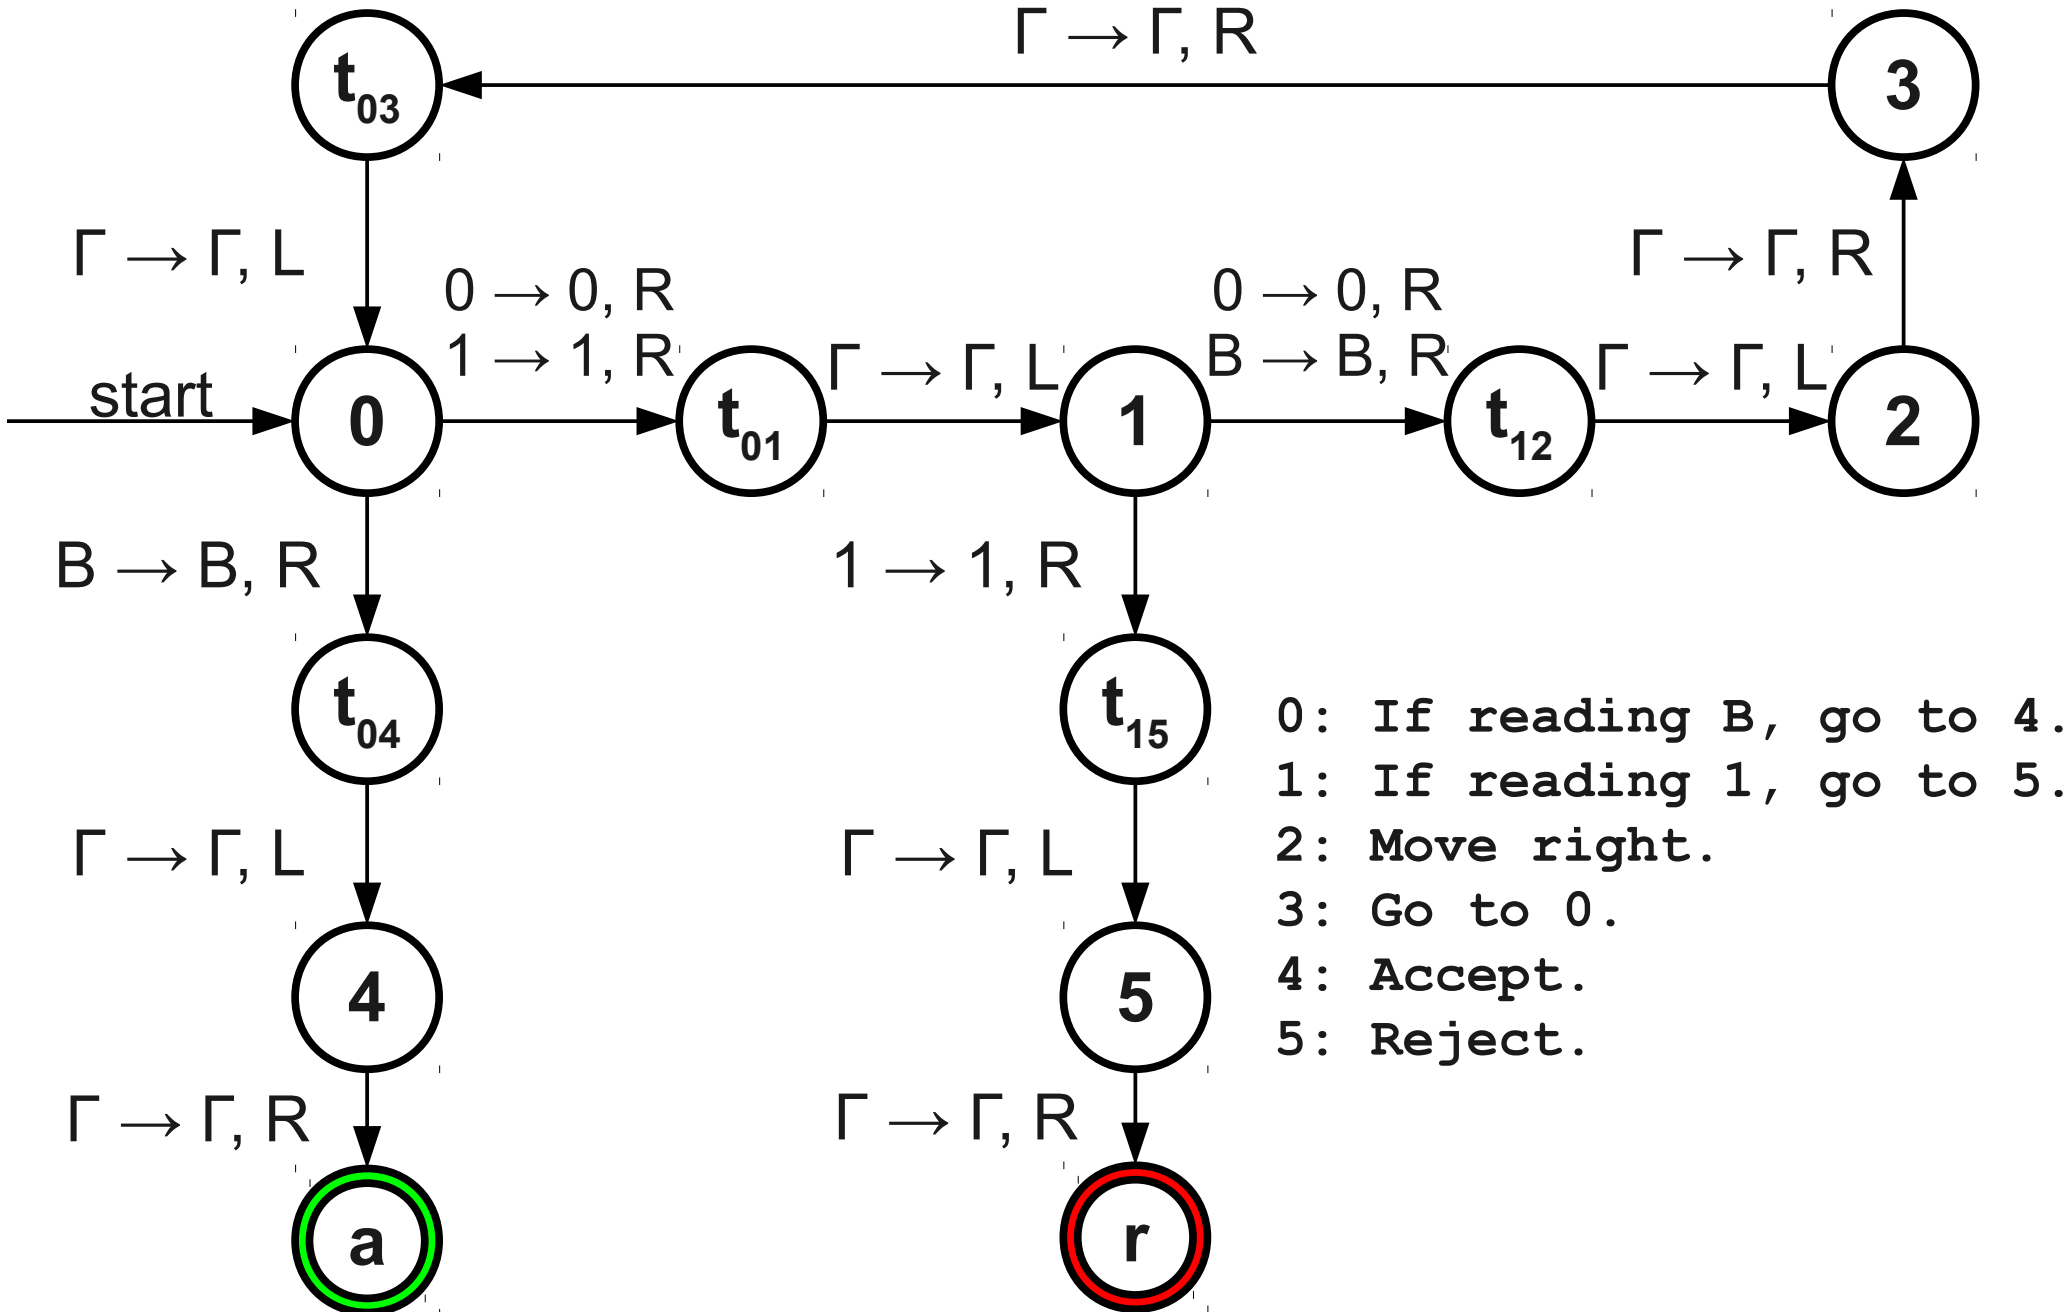 Γ → Γ, R
t03
3
Γ → Γ, L
Γ → Γ, R
0 → 0, R
1 → 1, R
Γ → Γ, L
0 → 0, R
B → B, R
Γ → Γ, L
start
0
t01
1
t12
2
B → B, R
1 → 1, R
t04
t15
0: If reading B, go to 4.
1: If reading 1, go to 5.
2: Move right.
3: Go to 0.
4: Accept.
5: Reject.
Γ → Γ, L
Γ → Γ, L
4
5
Γ → Γ, R
Γ → Γ, R
a
r